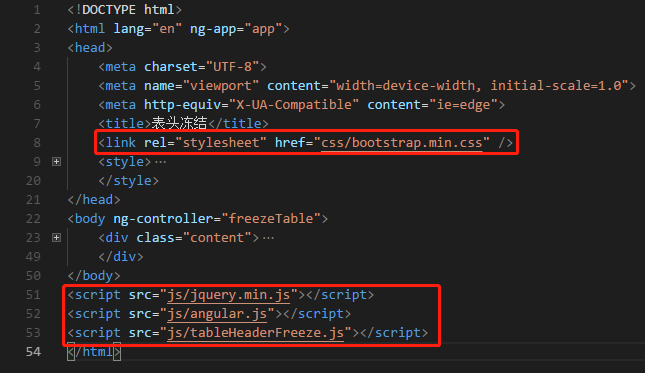 1 <!DOCTYPE html>
2 <html lang="en" ng-app="app">
3 <head>
4 <meta charset="UTF-8">
5 <meta name="viewport" content="width=device-width, initial-scale=1.0">
6 <meta http-equiv="X-UA-Compatible" content="ie=edge">
7 <title>表头冻结</title>
8 <link rel="stylesheet" href="css/bootstrap.min.css" />
9 <style>…
20 </style>
21 </head>
22 <body ng-controller="freezeTable">
23 <div class="content">…
49 </div>
50 </body>
51 <script src="js/jquery.min.js"></script>
52 <script src="js/angular.js"></script>
53 <script src="js/tableHeaderFreeze.js"></script>
54 </html>